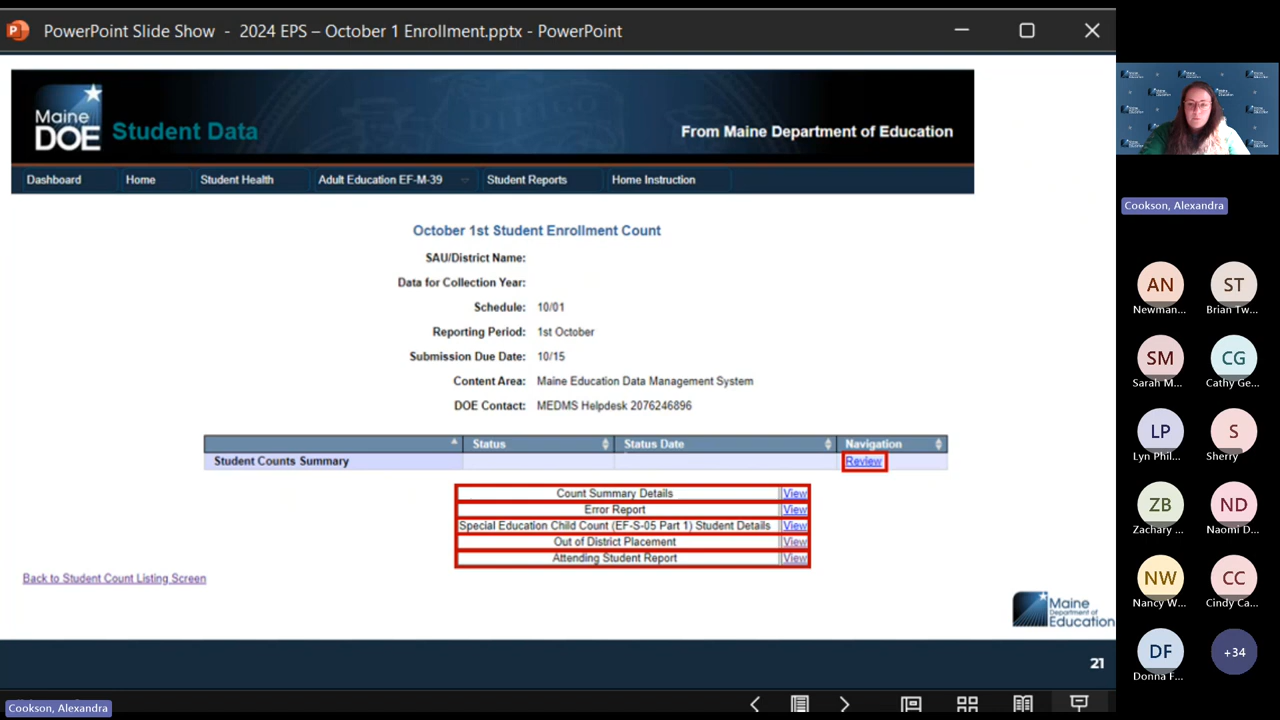 PowerPoint Slide Show - 2024 EPS – October 1 Enrollment.pptx - PowerPoint
Maine
DOE
Student Data
From Maine Department of Education
Dashboard Home Student Health Adult Education EF-M-39 Student Reports Home Instruction
October 1st Student Enrollment Count
SAU/District Name:
Data for Collection Year:
Schedule: 10/01
Reporting Period: 1st October
Submission Due Date: 10/15
Content Area: Maine Education Data Management System
DOE Contact: MEDMS Helpdesk 2076246896
Status Status Date Navigation
Student Counts Summary Review
Count Summary Details View
Error Report View
Special Education Child Count (EF-S-05 Part 1) Student Details View
Out of District Placement View
Attending Student Report View
Back to Student Count Listing Screen
Maine
Department of
Education
21
Cookson, Alexandra
Cookson, Alexandra
AN ST
Newman... Brian Tw...
SM CG
Sarah M... Cathy Ge...
LP S
Lyn Phil... Sherry
ZB ND
Zachary ... Naomi D...
NW CC
Nancy W... Cindy Ca...
DF +34
Donna F...